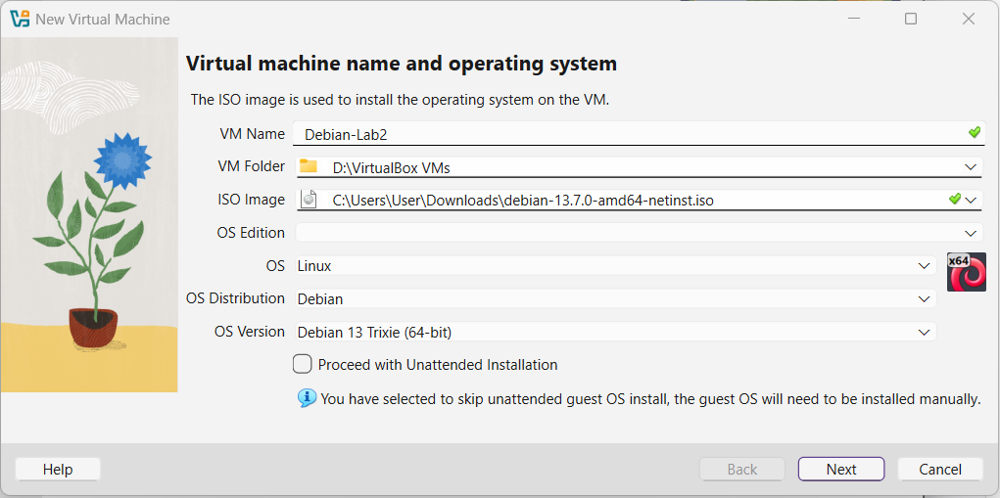 New Virtual Machine
Virtual machine name and operating system
The ISO image is used to install the operating system on the VM.
VM Name Debian-Lab2
VM Folder D:\VirtualBox VMs
ISO Image C:\Users\User\Downloads\debian-13.7.0-amd64-netinst.iso
OS Edition
OS Linux x64
OS Distribution Debian
OS Version Debian 13 Trixie (64-bit)
Proceed with Unattended Installation
You have selected to skip unattended guest OS install, the guest OS will need to be installed manually.
Help Back Next Cancel